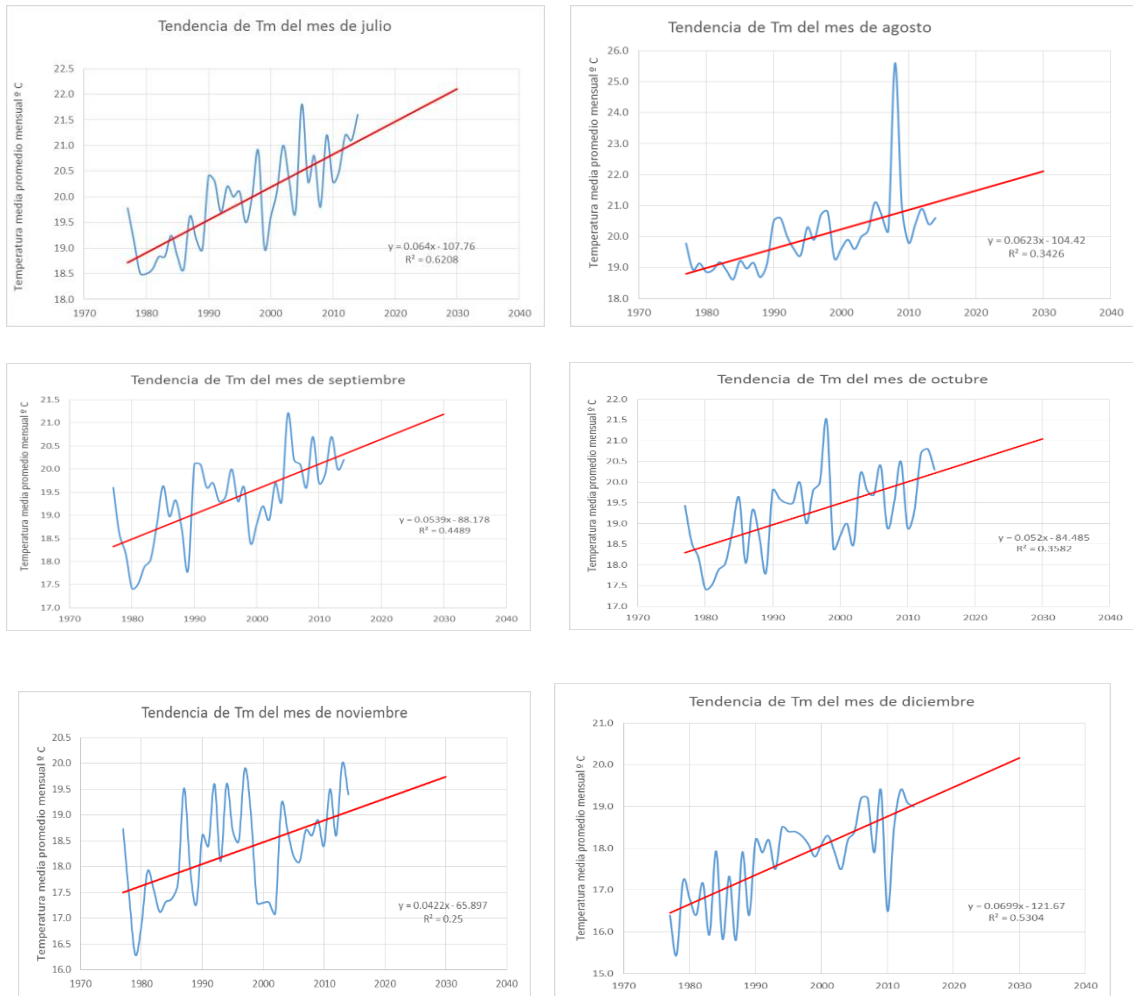 Tendencia de Tm del mes de julio
Temperatura media promedio mensual º C
22.5
22.0
21.5
21.0
20.5
20.0
19.5
19.0
18.5
18.0
y = 0.064x - 107.76
R² = 0.6208
1970 1980 1990 2000 2010 2020 2030 2040
Tendencia de Tm del mes de agosto
Temperatura media promedio mensual º C
26.0
25.0
24.0
23.0
22.0
21.0
20.0
19.0
18.0
y = 0.0623x - 104.42
R² = 0.3426
1970 1980 1990 2000 2010 2020 2030 2040
Tendencia de Tm del mes de septiembre
Temperatura media promedio mensual º C
21.5
21.0
20.5
20.0
19.5
19.0
18.5
18.0
17.5
17.0
y = 0.0539x - 88.178
R² = 0.4489
1970 1980 1990 2000 2010 2020 2030 2040
Tendencia de Tm del mes de octubre
Temperatura media promedio mensual º C
22.0
21.5
21.0
20.5
20.0
19.5
19.0
18.5
18.0
17.5
17.0
y = 0.052x - 84.485
R² = 0.3582
1970 1980 1990 2000 2010 2020 2030 2040
Tendencia de Tm del mes de noviembre
Temperatura media promedio mensual º C
20.5
20.0
19.5
19.0
18.5
18.0
17.5
17.0
16.5
16.0
y = 0.0422x - 65.897
R² = 0.25
1970 1980 1990 2000 2010 2020 2030 2040
Tendencia de Tm del mes de diciembre
Temperatura media promedio mensual º C
21.0
20.0
19.0
18.0
17.0
16.0
15.0
y = 0.0699x - 121.67
R² = 0.5304
1970 1980 1990 2000 2010 2020 2030 2040